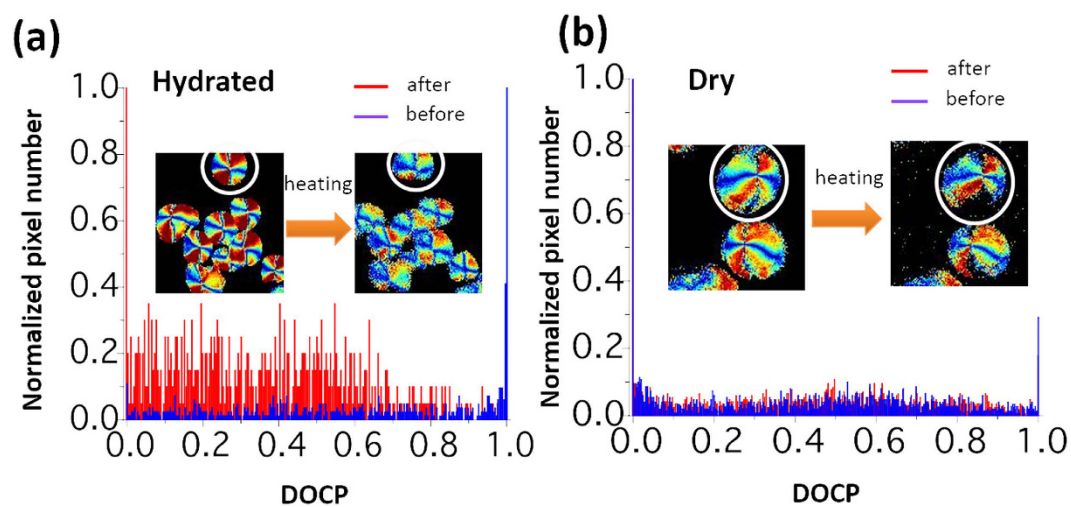 (a)
Hydrated
after
before
heating
Normalized pixel number
1.0
0.8
0.6
0.4
0.2
0.0
0.0 0.2 0.4 0.6 0.8 1.0
DOCP
(b)
Dry
after
before
heating
Normalized pixel number
1.0
0.8
0.6
0.4
0.2
0.0
0.0 0.2 0.4 0.6 0.8 1.0
DOCP